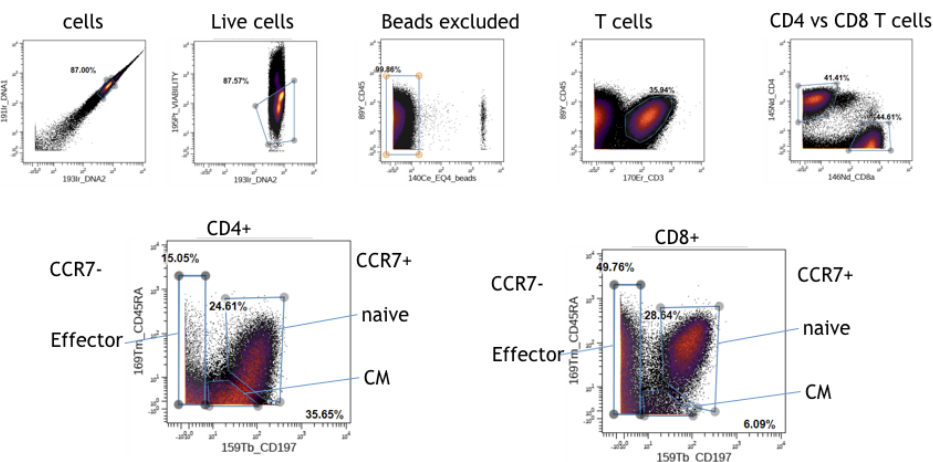 cells
Live cells
Beads excluded
T cells
CD4 vs CD8 T cells
87.00%
191Ir_DNA1
193Ir_DNA2
87.57%
195Pt_VIABILITY
193Ir_DNA2
99.86%
89Y_CD45
140Ce_EQ4_beads
35.94%
89Y_CD45
170Er_CD3
41.41%
44.61%
145Nd_CD4
146Nd_CD8a
CD4+
CCR7-
15.05%
CCR7+
24.61%
naive
Effector
CM
35.65%
169Tm_CD45RA
159Tb_CD197
CD8+
CCR7-
49.76%
CCR7+
28.64%
naive
Effector
CM
6.09%
169Tm_CD45RA
159Tb_CD197